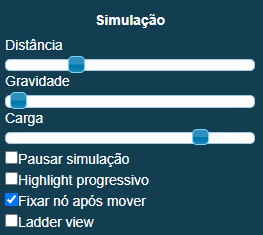 Simulação
Distância
Gravidade
Carga
Pausar simulação
Highlight progressivo
Fixar nó após mover
Ladder view